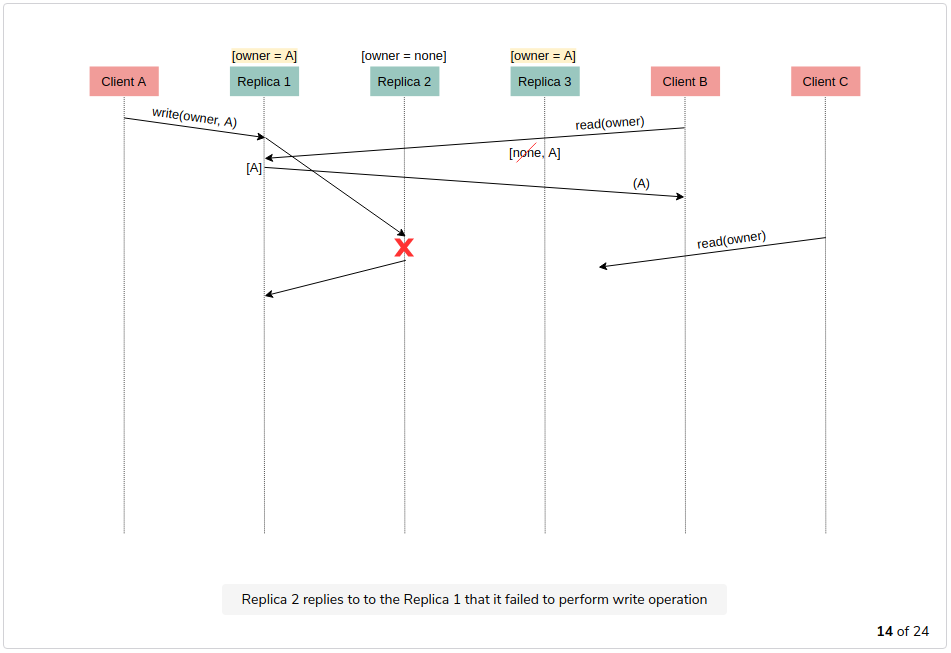 [owner = A]
[owner = none]
[owner = A]
Client A
Replica 1
Replica 2
Replica 3
Client B
Client C
write(owner, A)
read(owner)
[none, A]
[A]
(A)
read(owner)
X
Replica 2 replies to to the Replica 1 that it failed to perform write operation
14 of 24